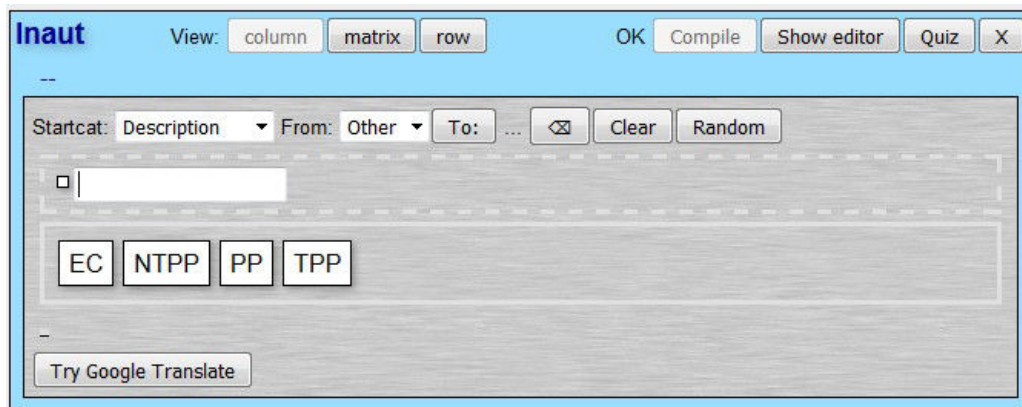 Inaut View: column matrix row OK Compile Show editor Quiz X
--
Startcat: Description From: Other To: ... ⌫ Clear Random
EC NTPP PP TPP
–
Try Google Translate